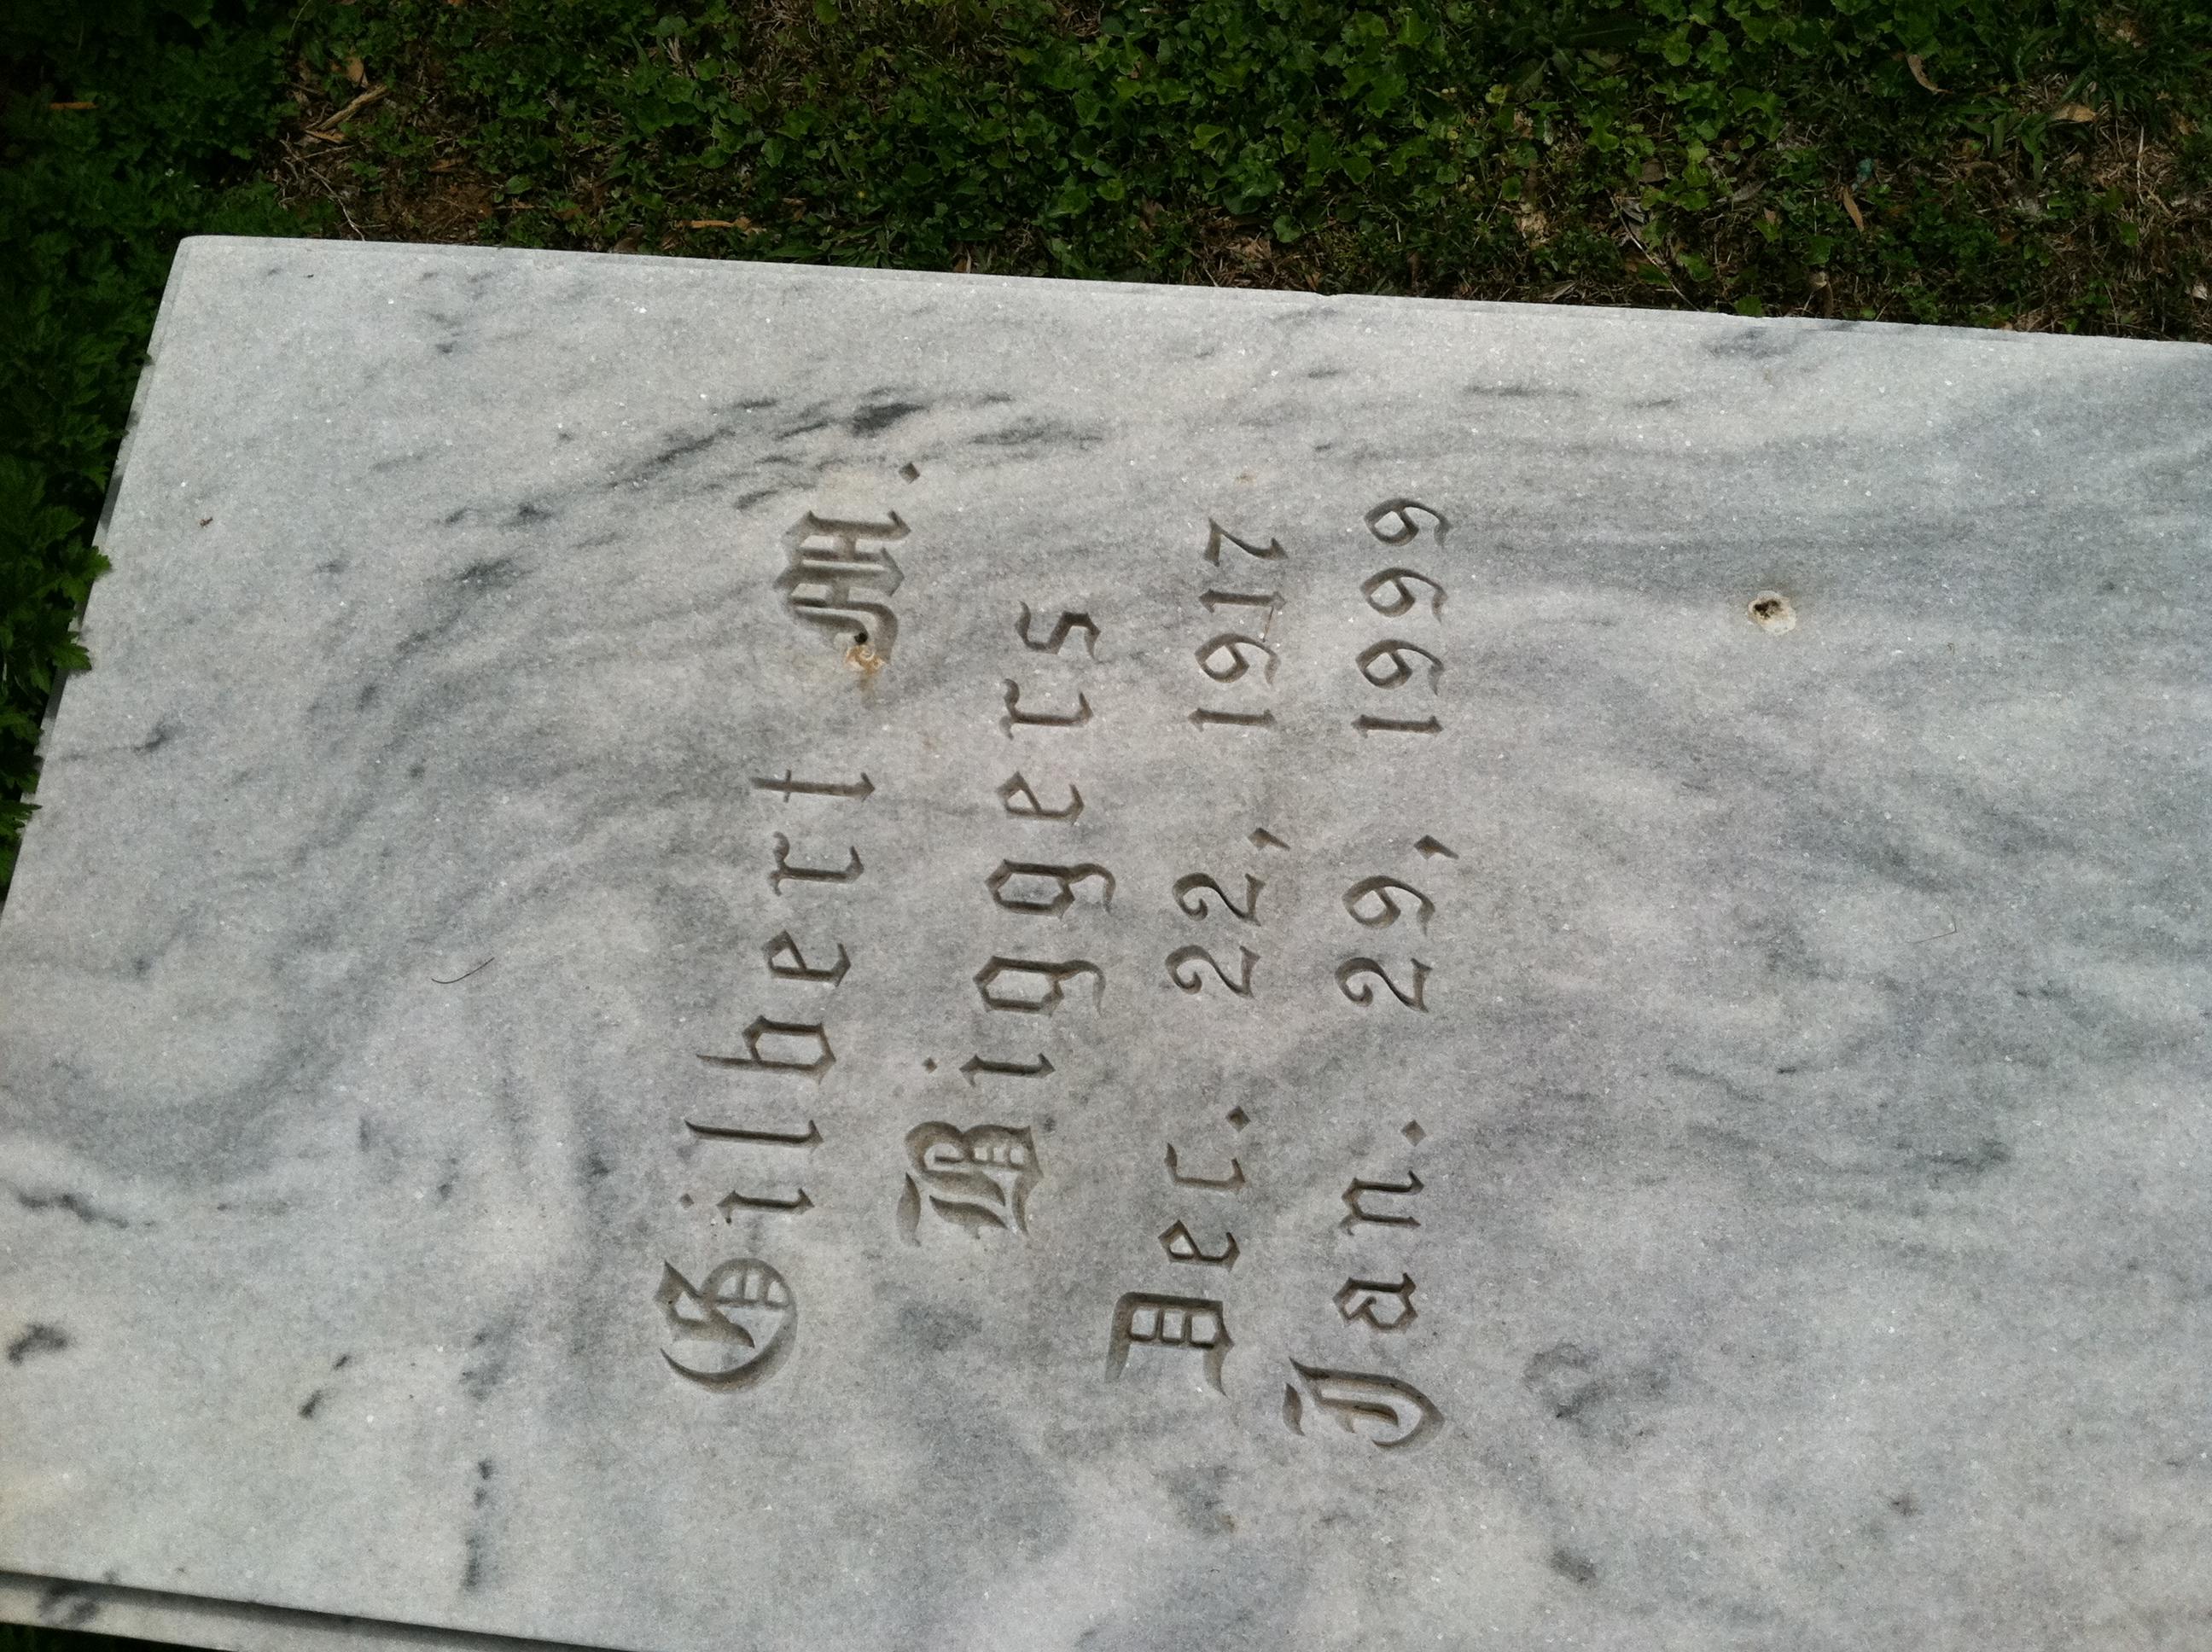 Gilbert M.
Biggers
Dec. 22, 1917
Jan. 29, 1999